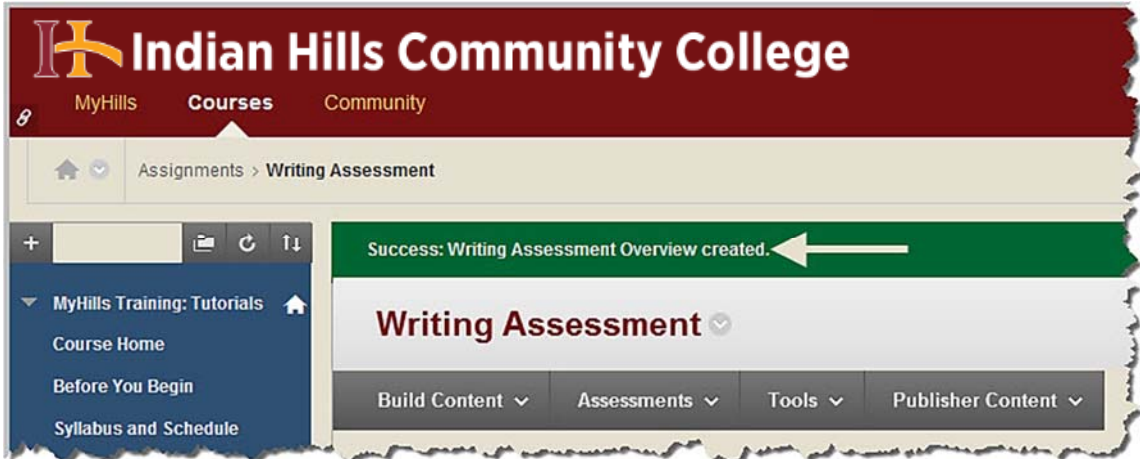 Indian Hills Community College
MyHills Courses Community
Assignments > Writing Assessment
Success: Writing Assessment Overview created.
MyHills Training: Tutorials
Course Home
Before You Begin
Syllabus and Schedule
Writing Assessment
Build Content Assessments Tools Publisher Content